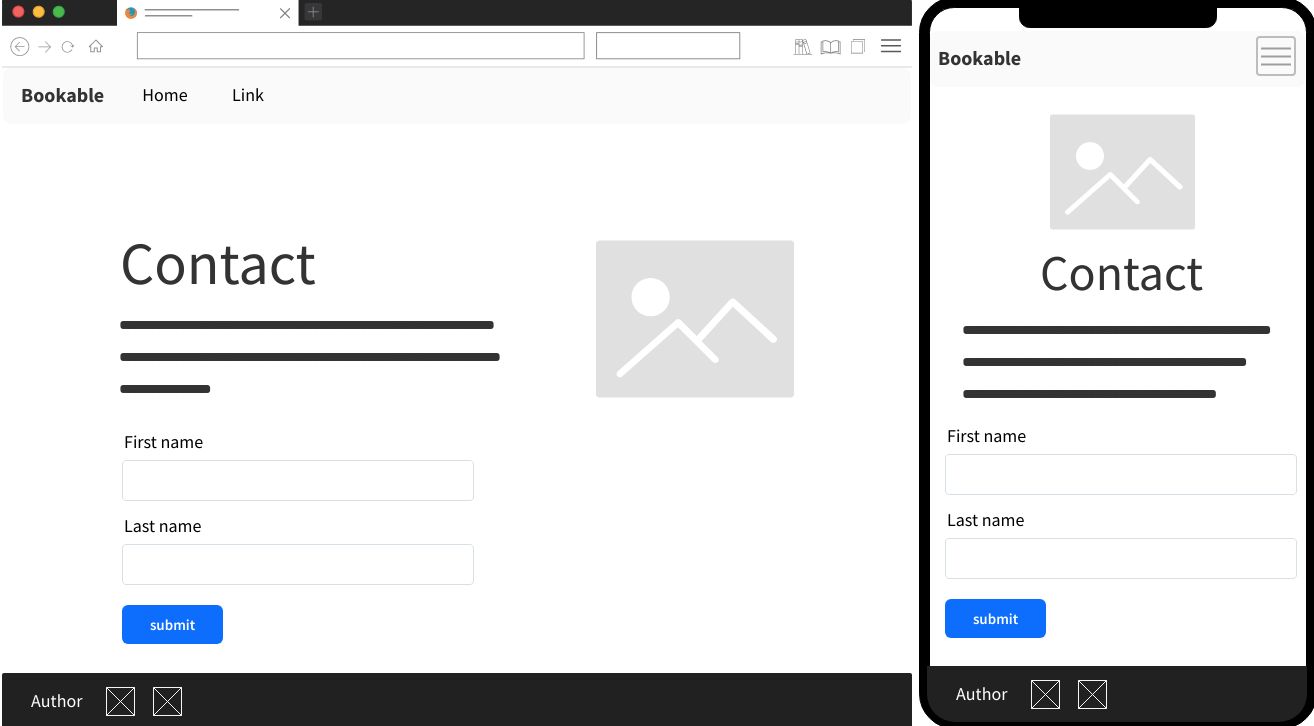 Bookable Home Link
Contact
First name
Last name
submit
Author
Bookable
Contact
First name
Last name
submit
Author